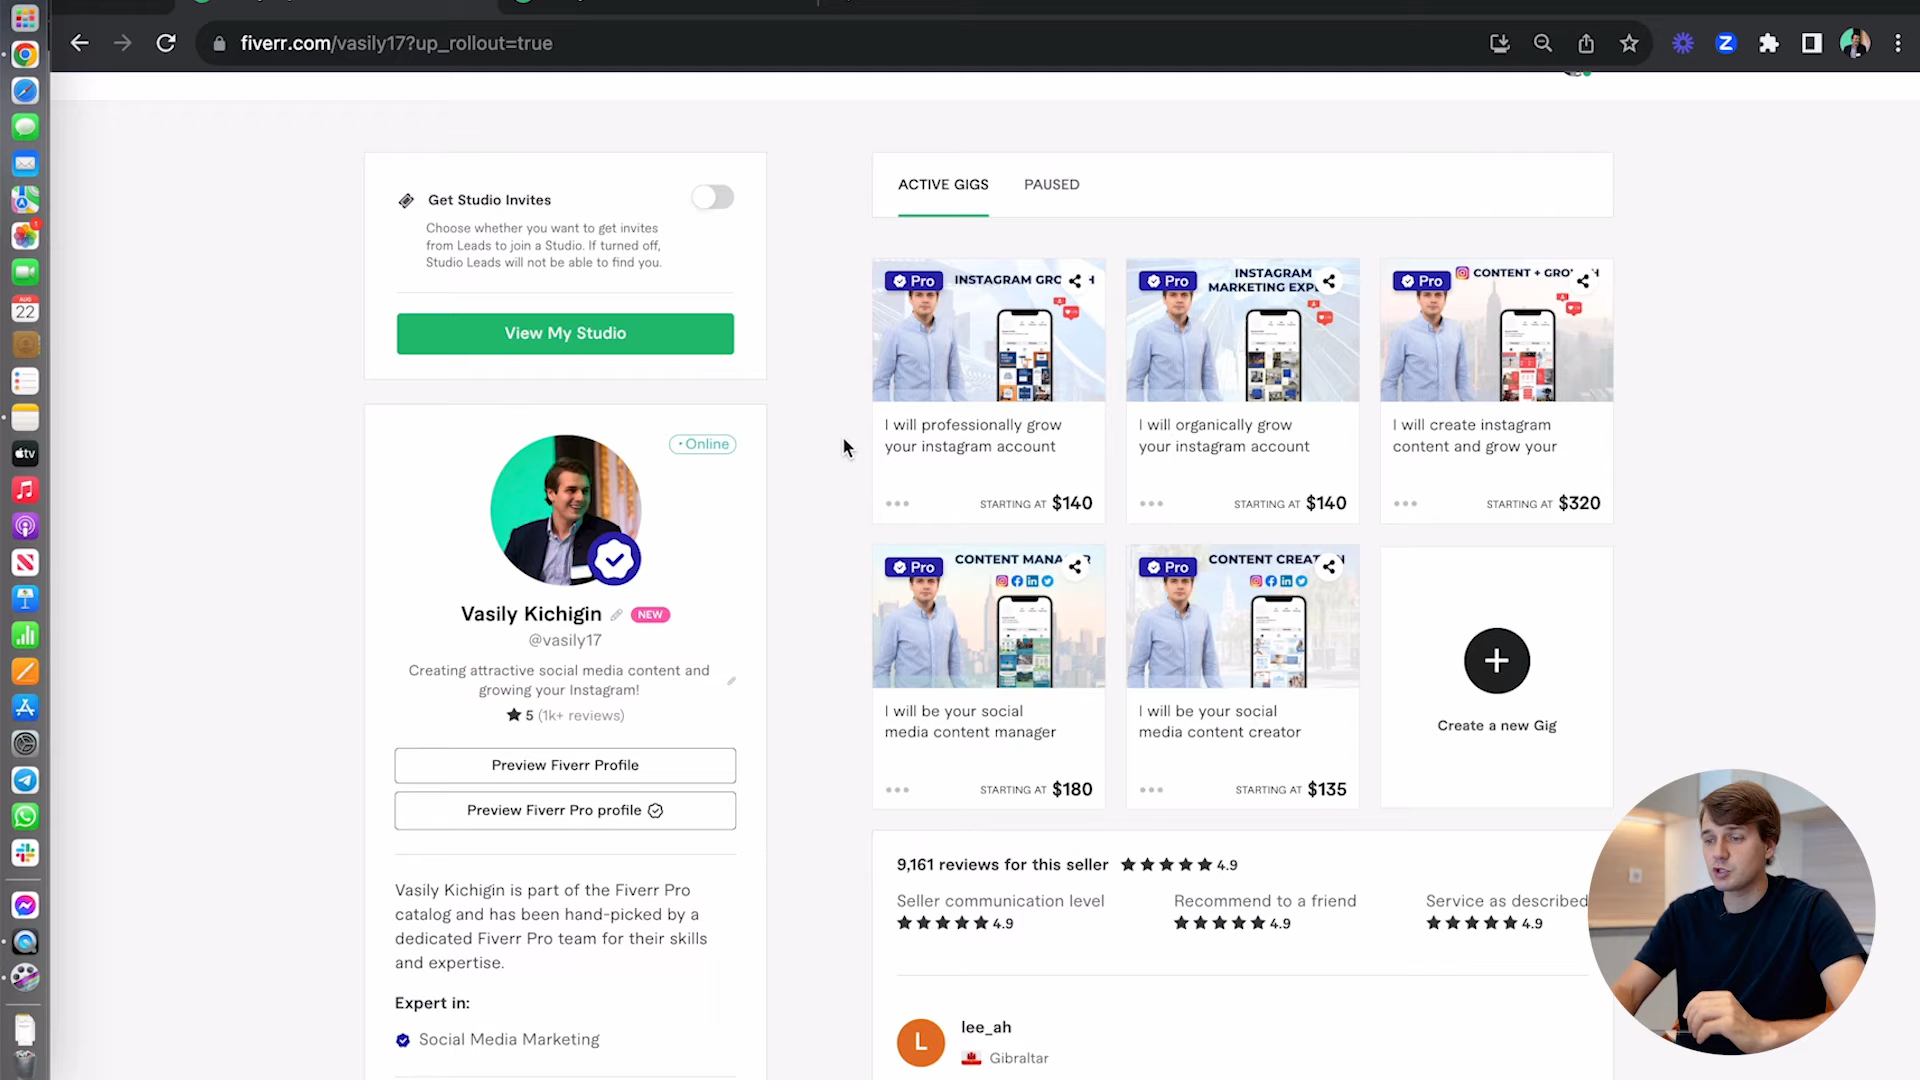 fiverr.com/vasily17?up_rollout=true
Get Studio Invites
Choose whether you want to get invites
from Leads to join a Studio. If turned off,
Studio Leads will not be able to find you.
View My Studio
Online
Vasily Kichigin
NEW
@vasily17
Creating attractive social media content and
growing your Instagram!
5 (1k+ reviews)
Preview Fiverr Profile
Preview Fiverr Pro profile
Vasily Kichigin is part of the Fiverr Pro
catalog and has been hand-picked by a
dedicated Fiverr Pro team for their skills
and expertise.
Expert in:
Social Media Marketing
ACTIVE GIGS
PAUSED
Pro
INSTAGRAM
I will professionally grow
your instagram account
STARTING AT $140
Pro
INSTAGRAM
MARKETING
I will organically grow
your instagram account
STARTING AT $140
Pro
CONTENT +
I will create instagram
content and grow your
STARTING AT $320
Pro
CONTENT
I will be your social
media content manager
STARTING AT $180
Pro
CONTENT
I will be your social
media content creator
STARTING AT $135
Create a new Gig
9,161 reviews for this seller 4.9
Seller communication level
4.9
Recommend to a friend
4.9
Service as described
4.9
L
lee_ah
Gibraltar
AUG
22
tv
Z
1